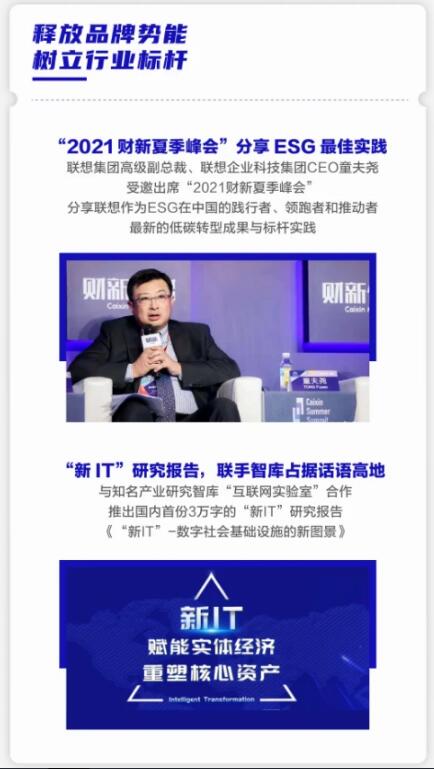 释放品牌势能
树立行业标杆
“2021财新夏季峰会”分享ESG最佳实践
联想集团高级副总裁、联想企业科技集团CEO童夫尧
受邀出席“2021财新夏季峰会”
分享联想作为ESG在中国的践行者、领跑者和推动者
最新的低碳转型成果与标杆实践
财新
Caixin
财新
Caixin
童夫尧
TONG Fuyao
Caixin
Summer
Summit
“新IT”研究报告，联手智库占据话语高地
与知名产业研究智库“互联网实验室”合作
推出国内首份3万字的“新IT”研究报告
《“新IT”-数字社会基础设施的新图景》
新IT
赋能实体经济
重塑核心资产
Intelligent Transformation